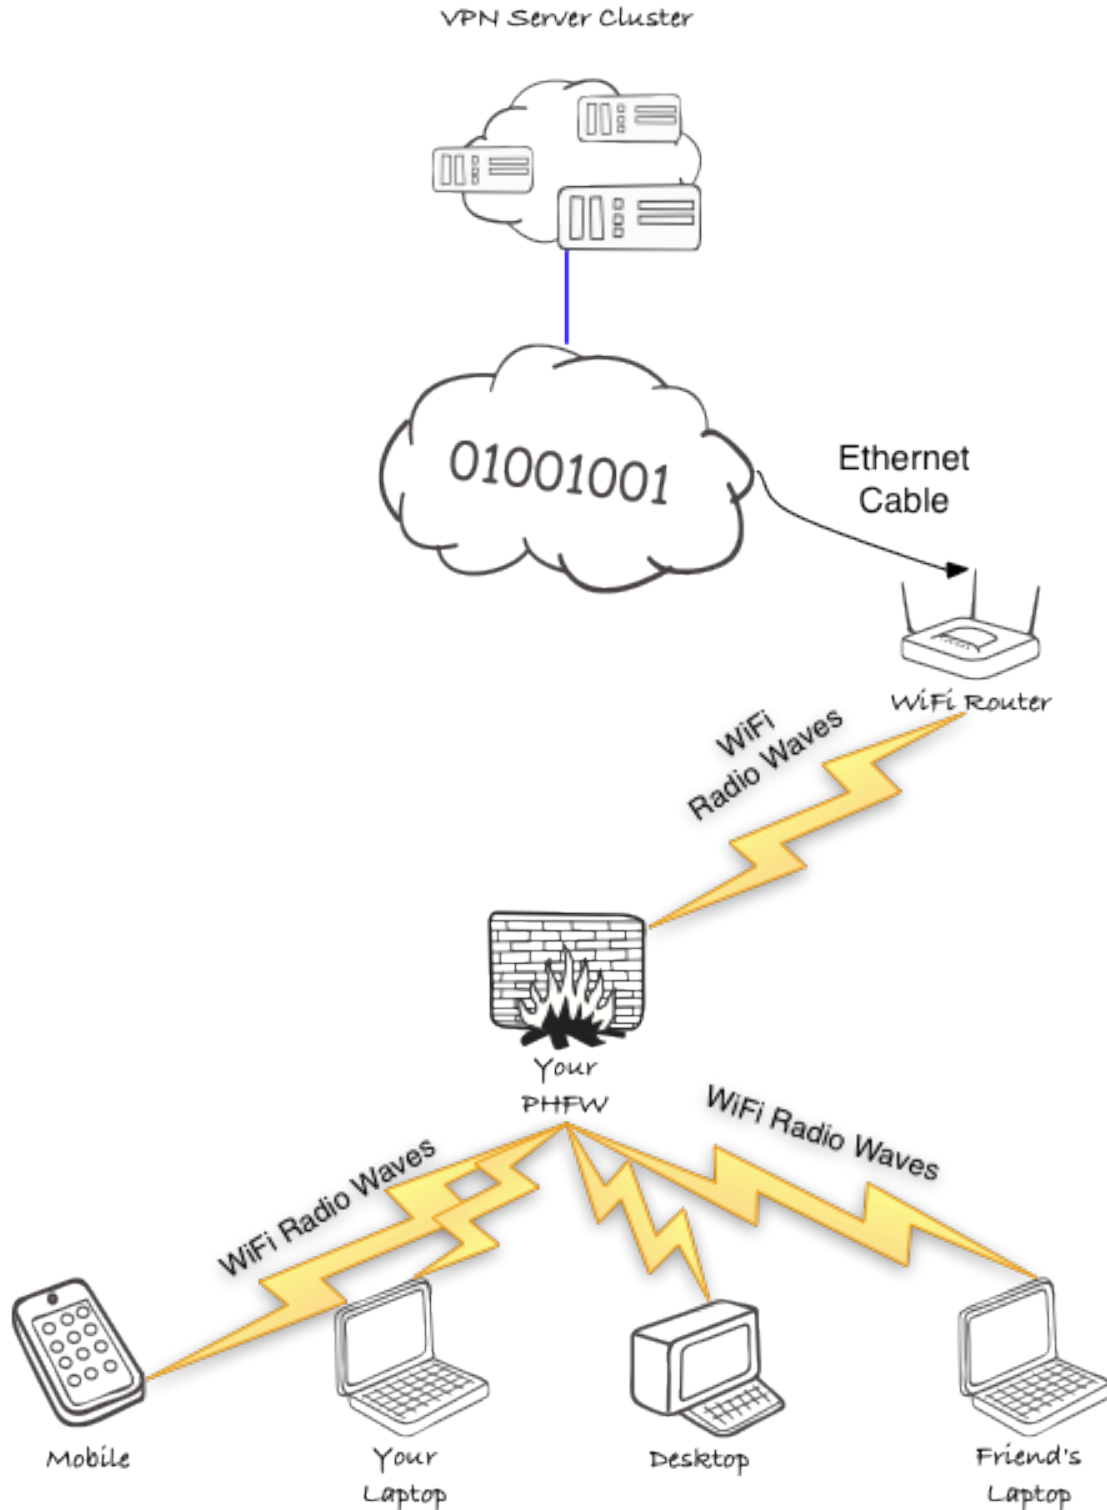 VPN Server Cluster
01001001
Ethernet
Cable
WiFi Router
WiFi
Radio Waves
Your
PHFW
WiFi Radio Waves
WiFi Radio Waves
Mobile
Your
Laptop
Desktop
Friend's
Laptop